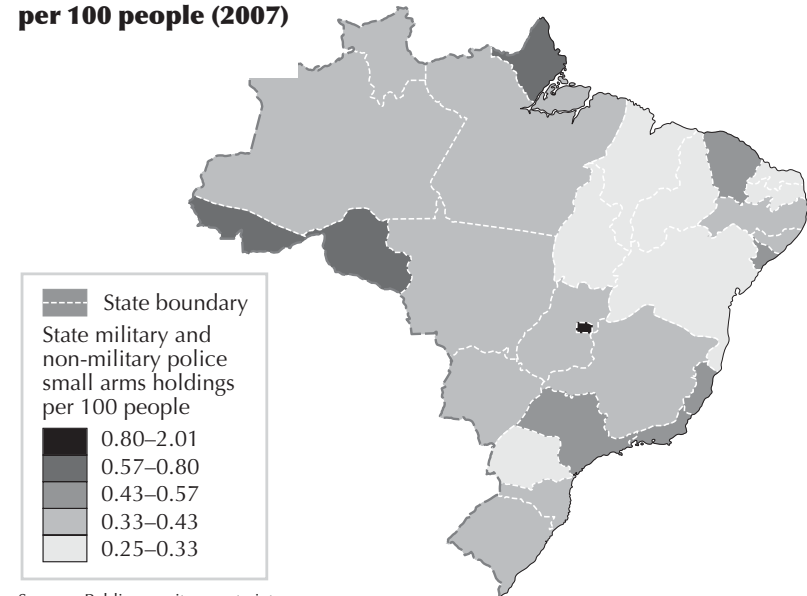 per 100 people (2007)
State boundary
State military and
non-military police
small arms holdings
per 100 people
0.80–2.01
0.57–0.80
0.43–0.57
0.33–0.43
0.25–0.33